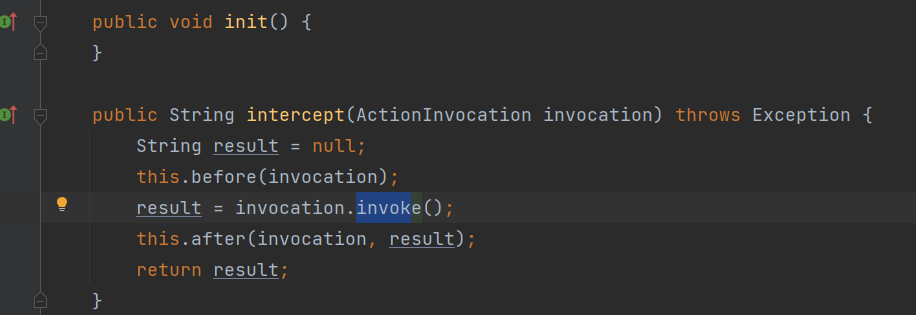 public void init() {
}
public String intercept(ActionInvocation invocation) throws Exception {
String result = null;
this.before(invocation);
result = invocation.invoke();
this.after(invocation, result);
return result;
}